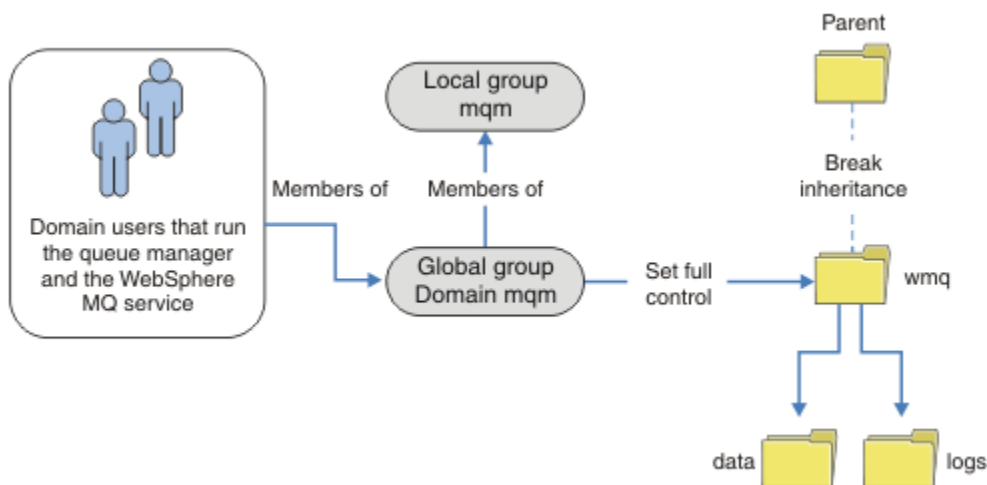 Domain users that run
the queue manager
and the WebSphere
MQ service
Members of
Local group
mqm
Members of
Global group
Domain mqm
Set full
control
Parent
Break
inheritance
wmq
data
logs